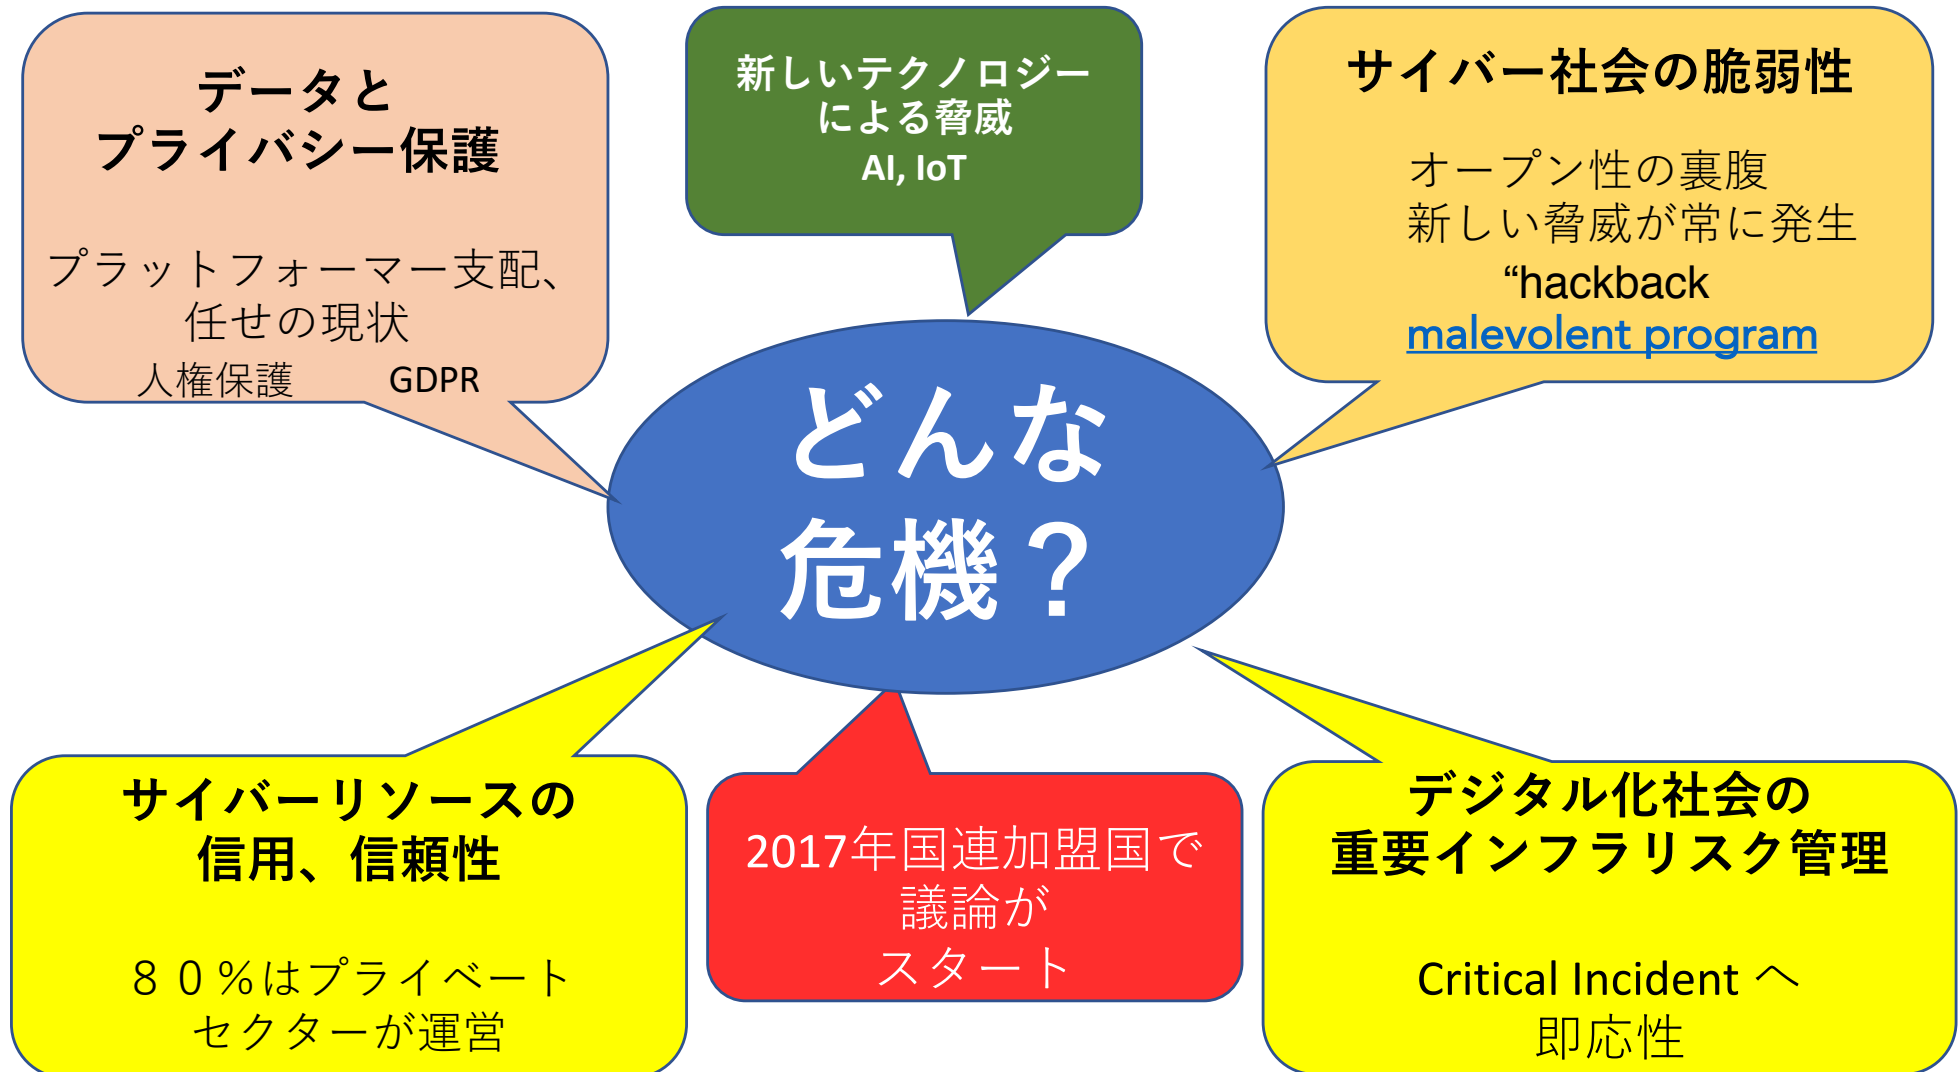 データと
プライバシー保護
プラットフォーマー支配、
任せの現状
人権保護 GDPR
新しいテクノロジー
による脅威
AI, IoT
サイバー社会の脆弱性
オープン性の裏腹
新しい脅威が常に発生
“hackback
malevolent program
どんな
危機？
サイバーリソースの
信用、信頼性
８０％はプライベート
セクターが運営
2017年国連加盟国で
議論が
スタート
デジタル化社会の
重要インフラリスク管理
Critical Incident へ
即応性